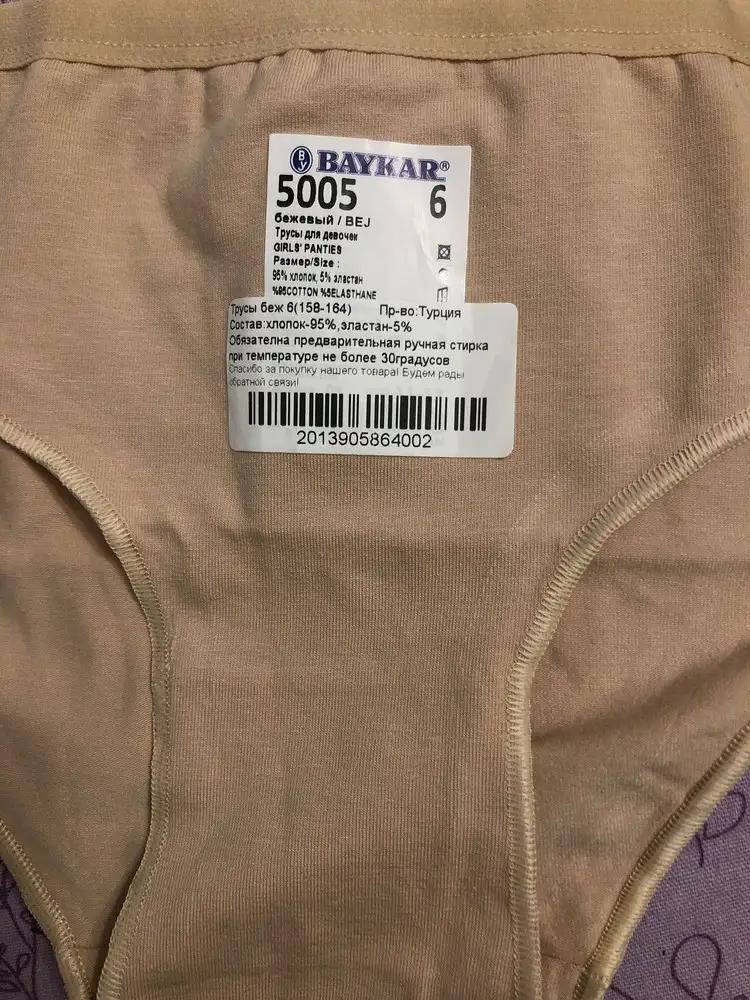 BY BAYKAR®
5005 6
бежевый / BEJ
Трусы для девочек
GIRLS' PANTIES
Размер/Size :
95% хлопок, 5% эластан
%95COTTON %5ELASTHANE
Трусы беж 6(158-164) Пр-во:Турция
Состав:хлопок-95%,эластан-5%
Обязателна предварительная ручная стирка
при температуре не более 30градусов
Спасибо за покупку нашего товара! Будем рады
обратной связи!
2013905864002